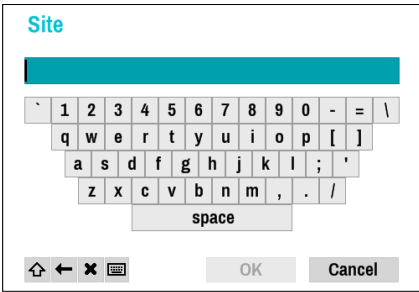 Site
` 1 2 3 4 5 6 7 8 9 0 - = \
q w e r t y u i o p [ ]
a s d f g h j k l ; '
z x c v b n m , . /
space
OK Cancel